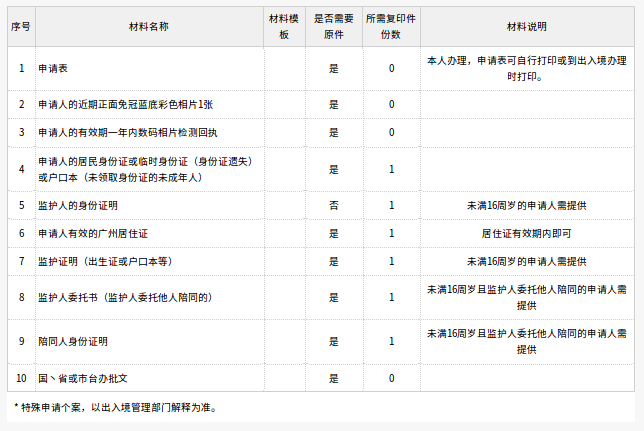 序号 材料名称 材料模板 是否需要原件 所需复印件份数 材料说明
1 申请表 是 0 本人办理，申请表可自行打印或到出入境办理时打印。
2 申请人的近期正面免冠蓝底彩色相片1张 是 0
3 申请人的有效期一年内数码相片检测回执 是 0
4 申请人的居民身份证或临时身份证（身份证遗失）或户口本（未领取身份证的未成年人） 是 1
5 监护人的身份证明 否 1 未满16周岁的申请人需提供
6 申请人有效的广州居住证 是 1 居住证有效期内即可
7 监护证明（出生证或户口本等） 是 1 未满16周岁的申请人需提供
8 监护人委托书（监护人委托他人陪同的） 是 1 未满16周岁且监护人委托他人陪同的申请人需提供
9 陪同人身份证明 是 1 未满16周岁且监护人委托他人陪同的申请人需提供
10 国丶省或市台办批文 是 0
* 特殊申请个案，以出入境管理部门解释为准。